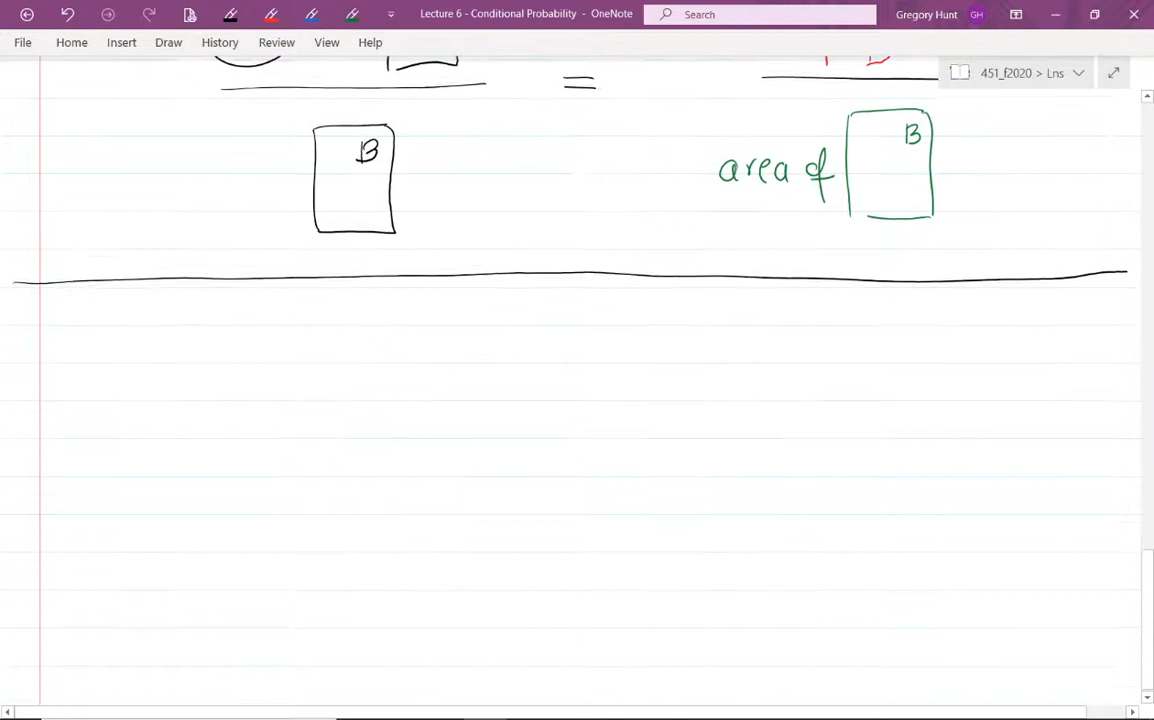 Lecture 6 - Conditional Probability - OneNote
Search
Gregory Hunt GH
File Home Insert Draw History Review View Help
451_f2020 > Lns
=
B
area of B